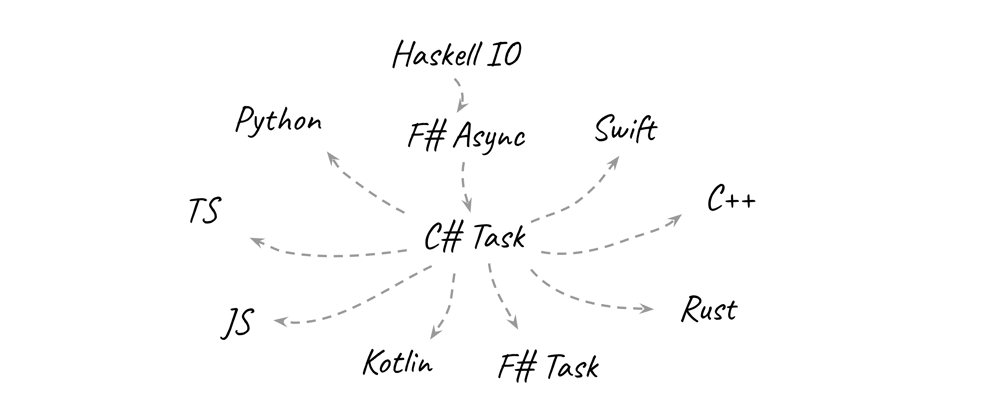 Haskell IO
Python
F# Async
Swift
TS
C++
C# Task
JS
Rust
Kotlin
F# Task